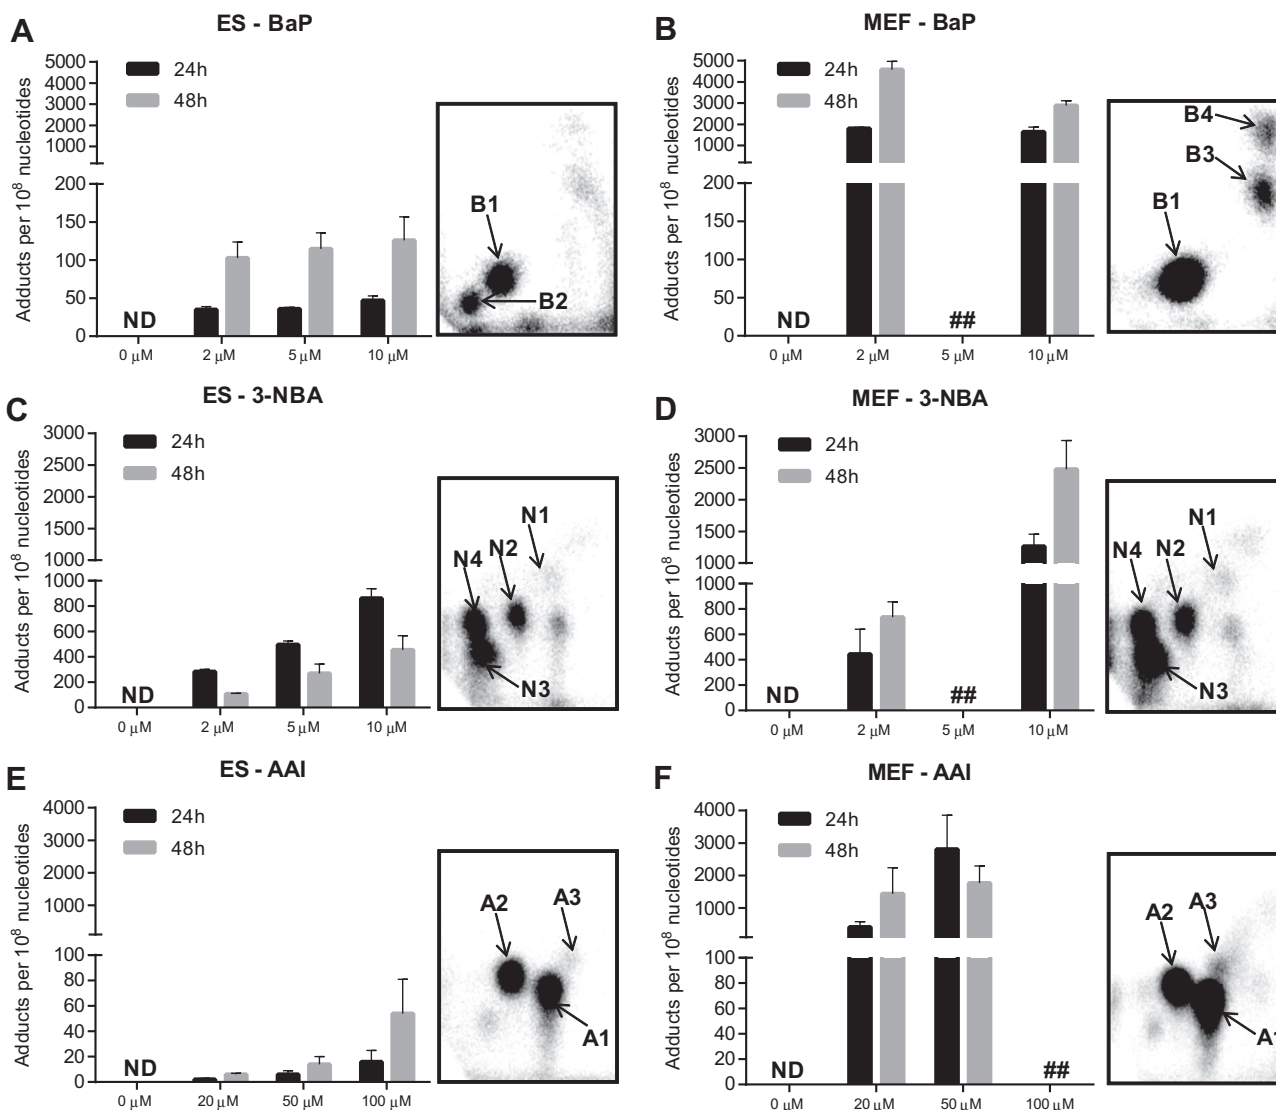 A
ES - BaP
Adducts per 10⁸ nucleotides
5000
4000
3000
2000
1000
200
150
100
50
0
24h
48h
ND
0 μM
2 μM
5 μM
10 μM
B1
B2
B
MEF - BaP
Adducts per 10⁸ nucleotides
5000
4000
3000
2000
1000
200
150
100
50
0
24h
48h
ND
##
0 μM
2 μM
5 μM
10 μM
B4
B3
B1
C
ES - 3-NBA
Adducts per 10⁸ nucleotides
3000
2500
2000
1500
1000
1000
800
600
400
200
0
24h
48h
ND
0 μM
2 μM
5 μM
10 μM
N1
N2
N4
N3
D
MEF - 3-NBA
Adducts per 10⁸ nucleotides
3000
2500
2000
1500
1000
1000
800
600
400
200
0
24h
48h
ND
##
0 μM
2 μM
5 μM
10 μM
N1
N4 N2
N3
E
ES - AAI
Adducts per 10⁸ nucleotides
4000
3000
2000
1000
100
80
60
40
20
0
24h
48h
ND
0 μM
20 μM
50 μM
100 μM
A2
A3
A1
F
MEF - AAI
Adducts per 10⁸ nucleotides
4000
3000
2000
1000
100
80
60
40
20
0
24h
48h
ND
##
0 μM
20 μM
50 μM
100 μM
A3
A2